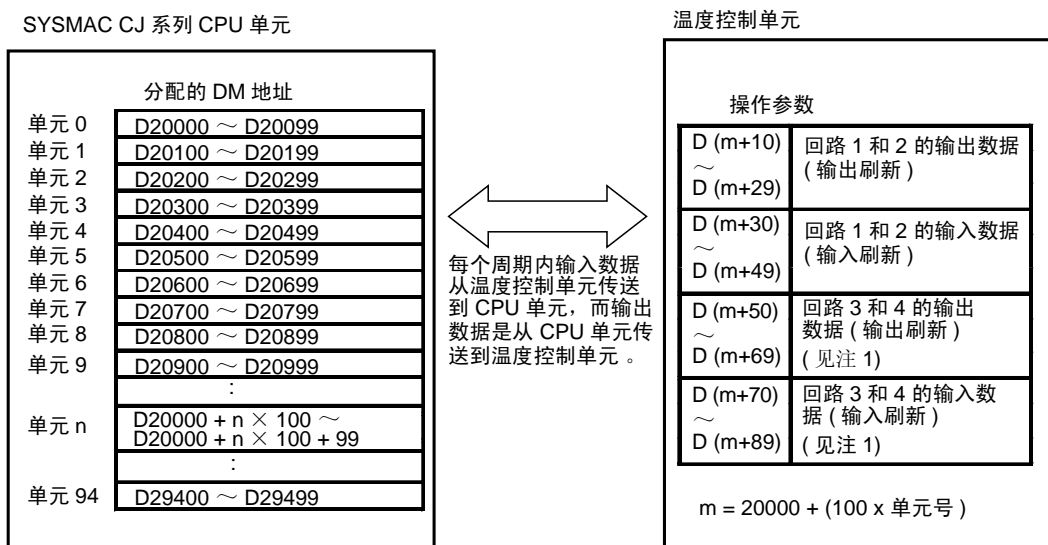 SYSMAC CJ 系列 CPU 单元
分配的 DM 地址
单元 0 D20000 ～ D20099
单元 1 D20100 ～ D20199
单元 2 D20200 ～ D20299
单元 3 D20300 ～ D20399
单元 4 D20400 ～ D20499
单元 5 D20500 ～ D20599
单元 6 D20600 ～ D20699
单元 7 D20700 ～ D20799
单元 8 D20800 ～ D20899
单元 9 D20900 ～ D20999
:
单元 n D20000 + n × 100 ～
D20000 + n × 100 + 99
:
单元 94 D29400 ～ D29499
每个周期内输入数据
从温度控制单元传送
到 CPU 单元，而输出
数据是从 CPU 单元传
送到温度控制单元 。
温度控制单元
操作参数
D (m+10)
～
D (m+29)
回路 1 和 2 的输出数据
( 输出刷新 )
D (m+30)
～
D (m+49)
回路 1 和 2 的输入数据
( 输入刷新 )
D (m+50)
～
D (m+69)
回路 3 和 4 的输出
数据 ( 输出刷新 )
( 见注 1)
D (m+70)
～
D (m+89)
回路 3 和 4 的输入数
据 ( 输入刷新 )
( 见注 1)
m = 20000 + (100 x 单元号 )